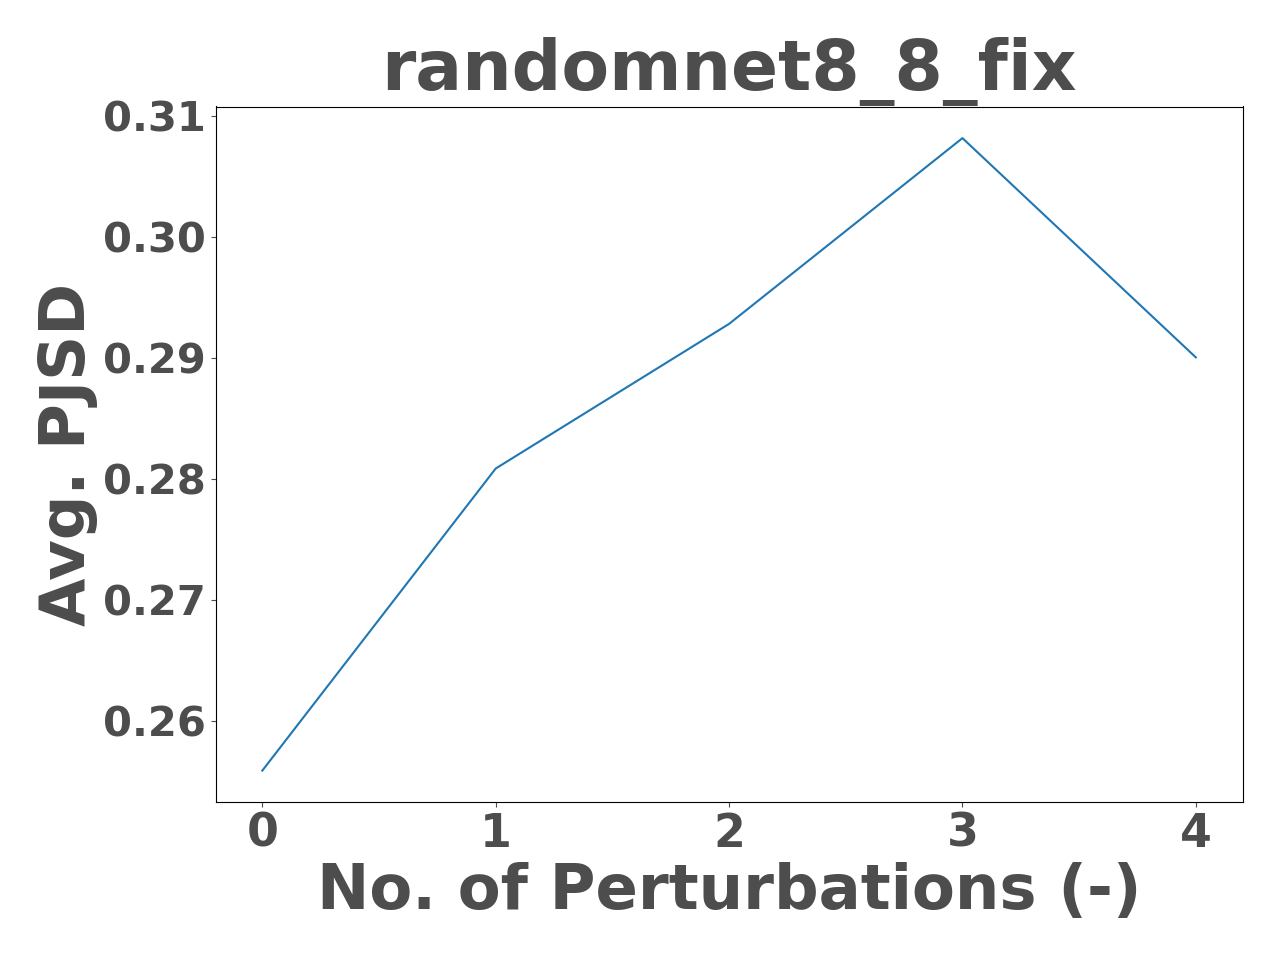 randomnet8_8_fix
Avg. PJSD
0.31
0.30
0.29
0.28
0.27
0.26
0 1 2 3 4
No. of Perturbations (-)